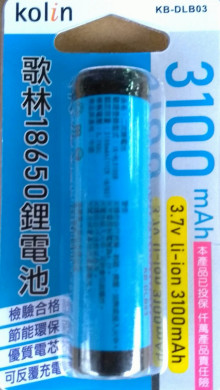 kolin
KB-DLB03
歌林18650鋰電池
3100 mAh
本產品已投保 仟萬產品責任險
3.7v li-ion 3100mAh
檢驗合格
節能環保
優質電芯
可反覆充電